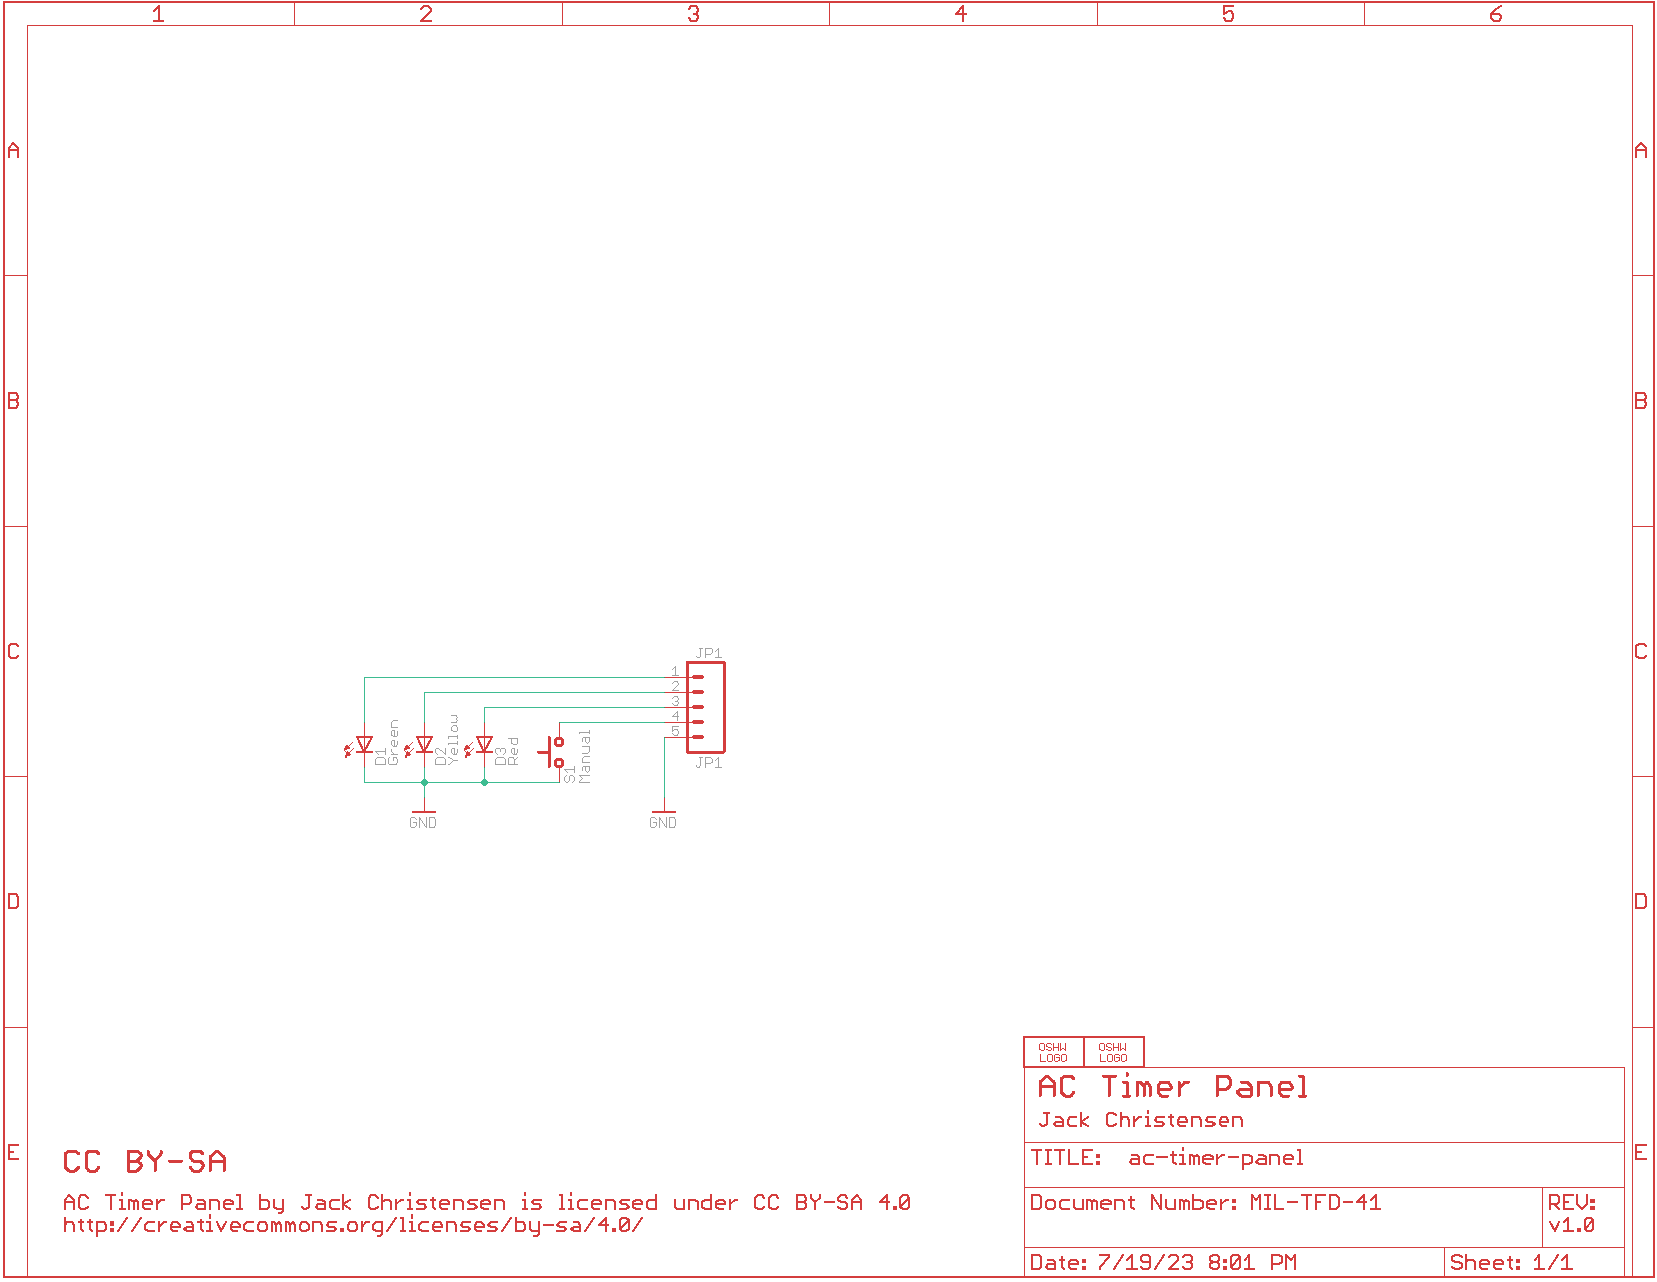 1 2 3 4 5 6
A A
B B
C C
JP1
1
2
3
4
5
D1
Green
D2
Yellow
D3
Red
S1
Manual
JP1
GND GND
D D
OSHW LOGO OSHW LOGO
AC Timer Panel
Jack Christensen
E E
CC BY-SA
TITLE: ac-timer-panel
AC Timer Panel by Jack Christensen is licensed under CC BY-SA 4.0
http://creativecommons.org/licenses/by-sa/4.0/
Document Number: MIL-TFD-41
REV:
v1.0
Date: 7/19/23 8:01 PM
Sheet: 1/1